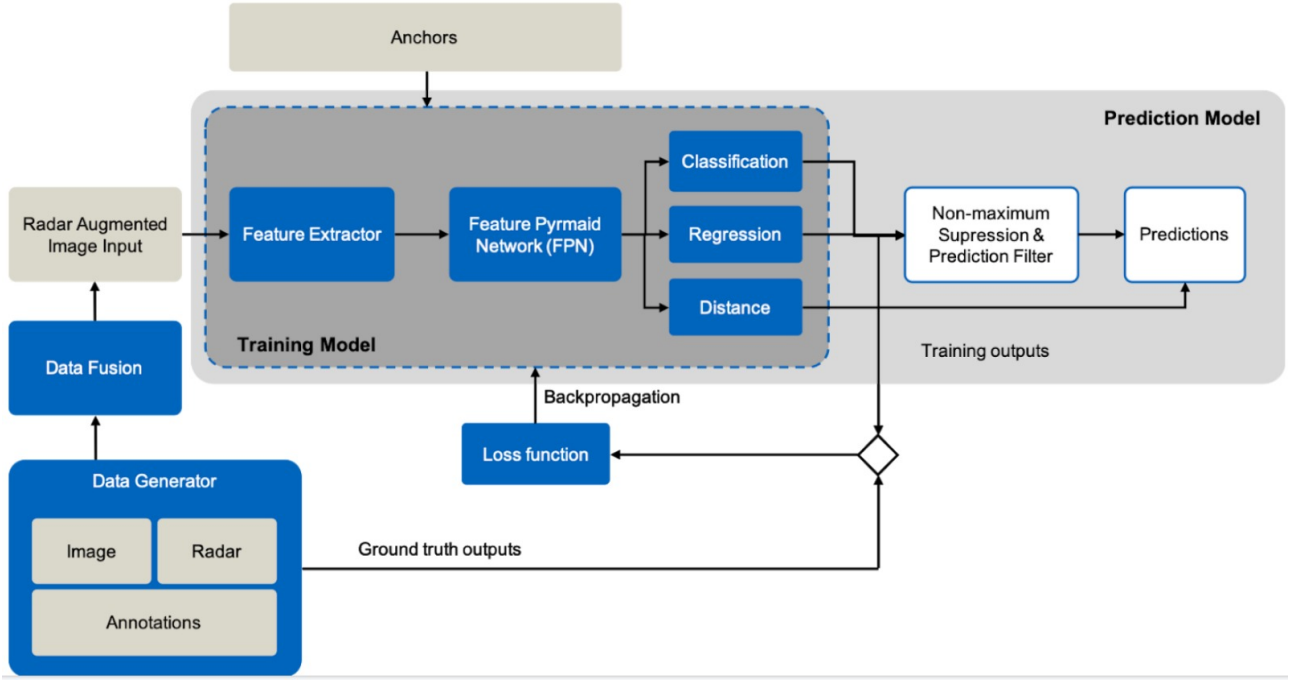 Anchors
Prediction Model
Classification
Radar Augmented
Image Input
Feature Extractor
Feature Pyrmaid
Network (FPN)
Regression
Non-maximum
Supression &
Prediction Filter
Predictions
Distance
Training Model
Training outputs
Data Fusion
Backpropagation
Loss function
Data Generator
Image
Radar
Ground truth outputs
Annotations